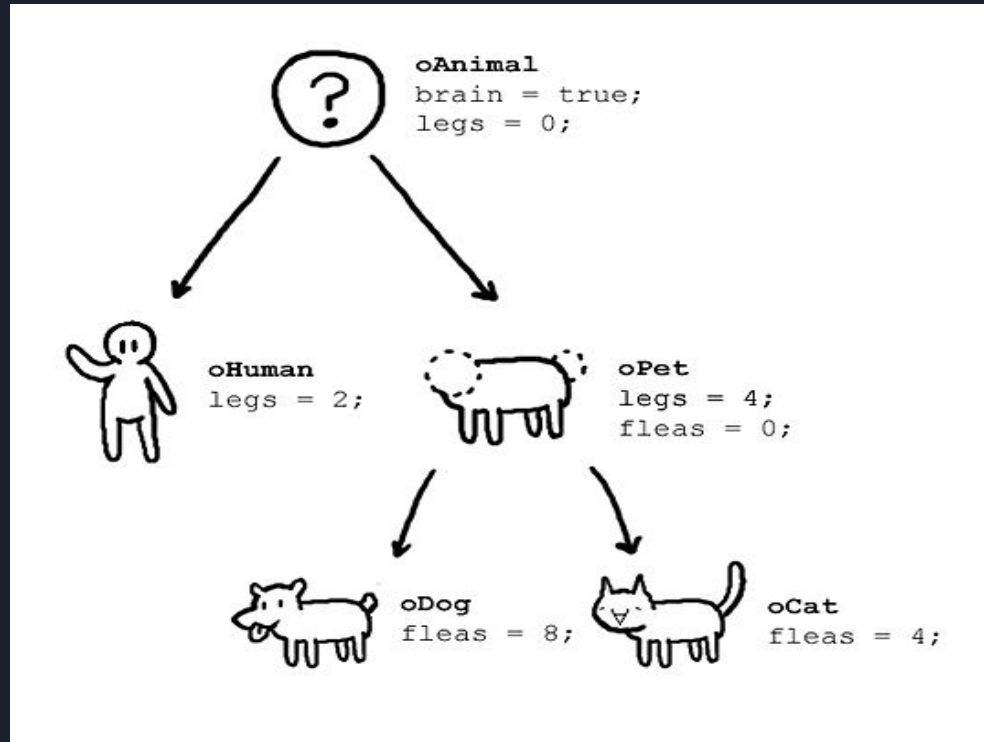 ?
oAnimal
brain = true;
legs = 0;
oHuman
legs = 2;
oPet
legs = 4;
fleas = 0;
oDog
fleas = 8;
oCat
fleas = 4;